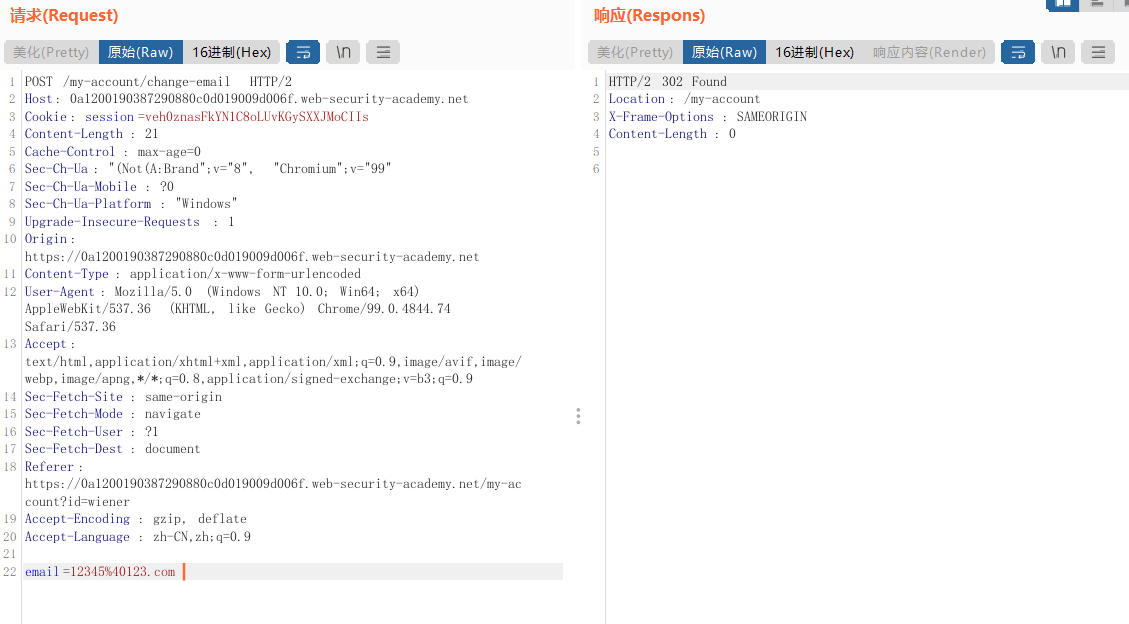 请求(Request)
美化(Pretty) 原始(Raw) 16进制(Hex) \n
1 POST /my-account/change-email HTTP/2
2 Host: 0a1200190387290880c0d019009d006f.web-security-academy.net
3 Cookie: session=veh0znasFkYN1C8oLUvKGySXXJMoCIIs
4 Content-Length : 21
5 Cache-Control : max-age=0
6 Sec-Ch-Ua : "(Not(A:Brand";v="8", "Chromium";v="99"
7 Sec-Ch-Ua-Mobile : ?0
8 Sec-Ch-Ua-Platform : "Windows"
9 Upgrade-Insecure-Requests : 1
10 Origin :
https://0a1200190387290880c0d019009d006f.web-security-academy.net
11 Content-Type : application/x-www-form-urlencoded
12 User-Agent : Mozilla/5.0 (Windows NT 10.0; Win64; x64)
AppleWebKit/537.36 (KHTML, like Gecko) Chrome/99.0.4844.74
Safari/537.36
13 Accept :
text/html,application/xhtml+xml,application/xml;q=0.9,image/avif,image/
webp,image/apng,*/*;q=0.8,application/signed-exchange;v=b3;q=0.9
14 Sec-Fetch-Site : same-origin
15 Sec-Fetch-Mode : navigate
16 Sec-Fetch-User : ?1
17 Sec-Fetch-Dest : document
18 Referer :
https://0a1200190387290880c0d019009d006f.web-security-academy.net/my-ac
count?id=wiener
19 Accept-Encoding : gzip, deflate
20 Accept-Language : zh-CN,zh;q=0.9
21
22 email=12345%40123.com
响应(Respons)
美化(Pretty) 原始(Raw) 16进制(Hex) 响应内容(Render) \n
1 HTTP/2 302 Found
2 Location : /my-account
3 X-Frame-Options : SAMEORIGIN
4 Content-Length : 0
5
6